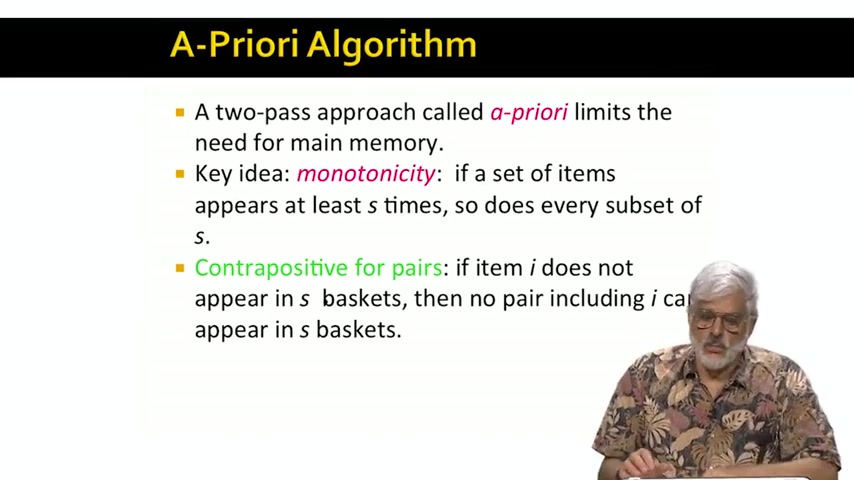 A-Priori Algorithm
A two-pass approach called a-priori limits the
need for main memory.
Key idea: monotonicity: if a set of items
appears at least s times, so does every subset of
s.
Contrapositive for pairs: if item i does not
appear in s baskets, then no pair including i can
appear in s baskets.